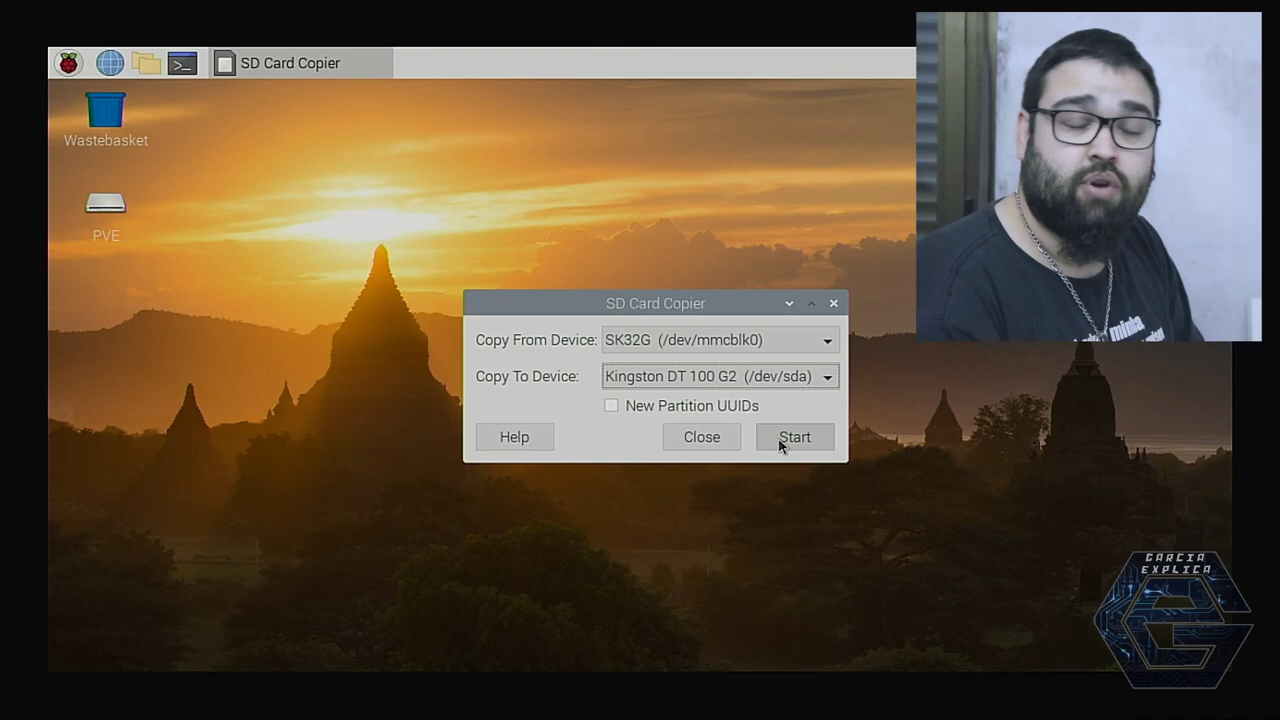 SD Card Copier
Wastebasket
PVE
SD Card Copier
Copy From Device: SK32G (/dev/mmcblk0)
Copy To Device: Kingston DT 100 G2 (/dev/sda)
New Partition UUIDs
Help Close Start
GARCIA
EXPLICA